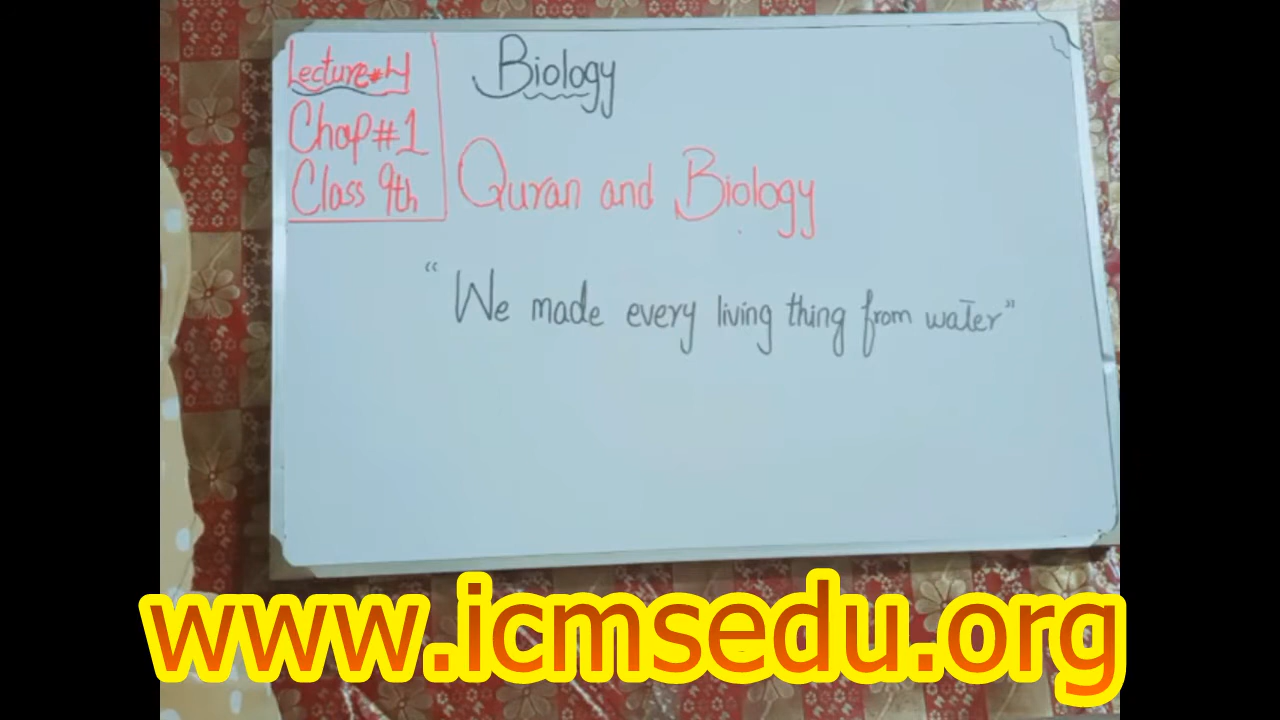 Lecture#4
Chap#1
Class 9th
Biology
Quran and Biology
“We made every living thing from water”
www.icmsedu.org